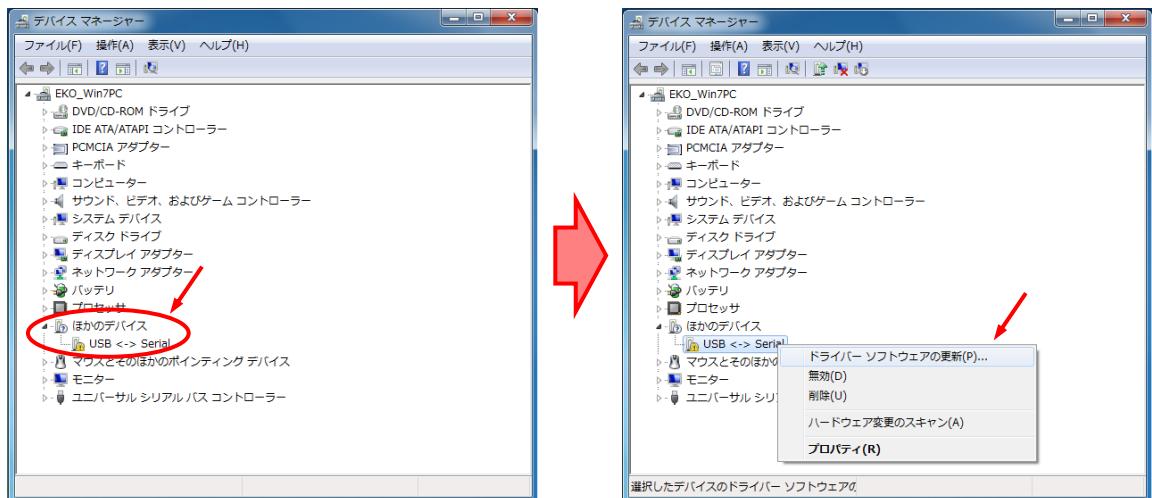 デバイス マネージャー
ファイル(F) 操作(A) 表示(V) ヘルプ(H)
EKO_Win7PC
DVD/CD-ROM ドライブ
IDE ATA/ATAPI コントローラー
PCMCIA アダプター
キーボード
コンピューター
サウンド、ビデオ、およびゲーム コントローラー
システム デバイス
ディスク ドライブ
ディスプレイ アダプター
ネットワーク アダプター
バッテリ
プロセッサ
ほかのデバイス
USB <-> Serial
マウスとそのほかのポインティング デバイス
モニター
ユニバーサル シリアル バス コントローラー
デバイス マネージャー
ファイル(F) 操作(A) 表示(V) ヘルプ(H)
EKO_Win7PC
DVD/CD-ROM ドライブ
IDE ATA/ATAPI コントローラー
PCMCIA アダプター
キーボード
コンピューター
サウンド、ビデオ、およびゲーム コントローラー
システム デバイス
ディスク ドライブ
ディスプレイ アダプター
ネットワーク アダプター
バッテリ
プロセッサ
ほかのデバイス
USB <-> Serial
マウスとそのほか
モニター
ユニバーサル シリ
ドライバー ソフトウェアの更新(P)...
無効(D)
削除(U)
ハードウェア変更のスキャン(A)
プロパティ(R)
選択したデバイスのドライバー ソフトウェアの